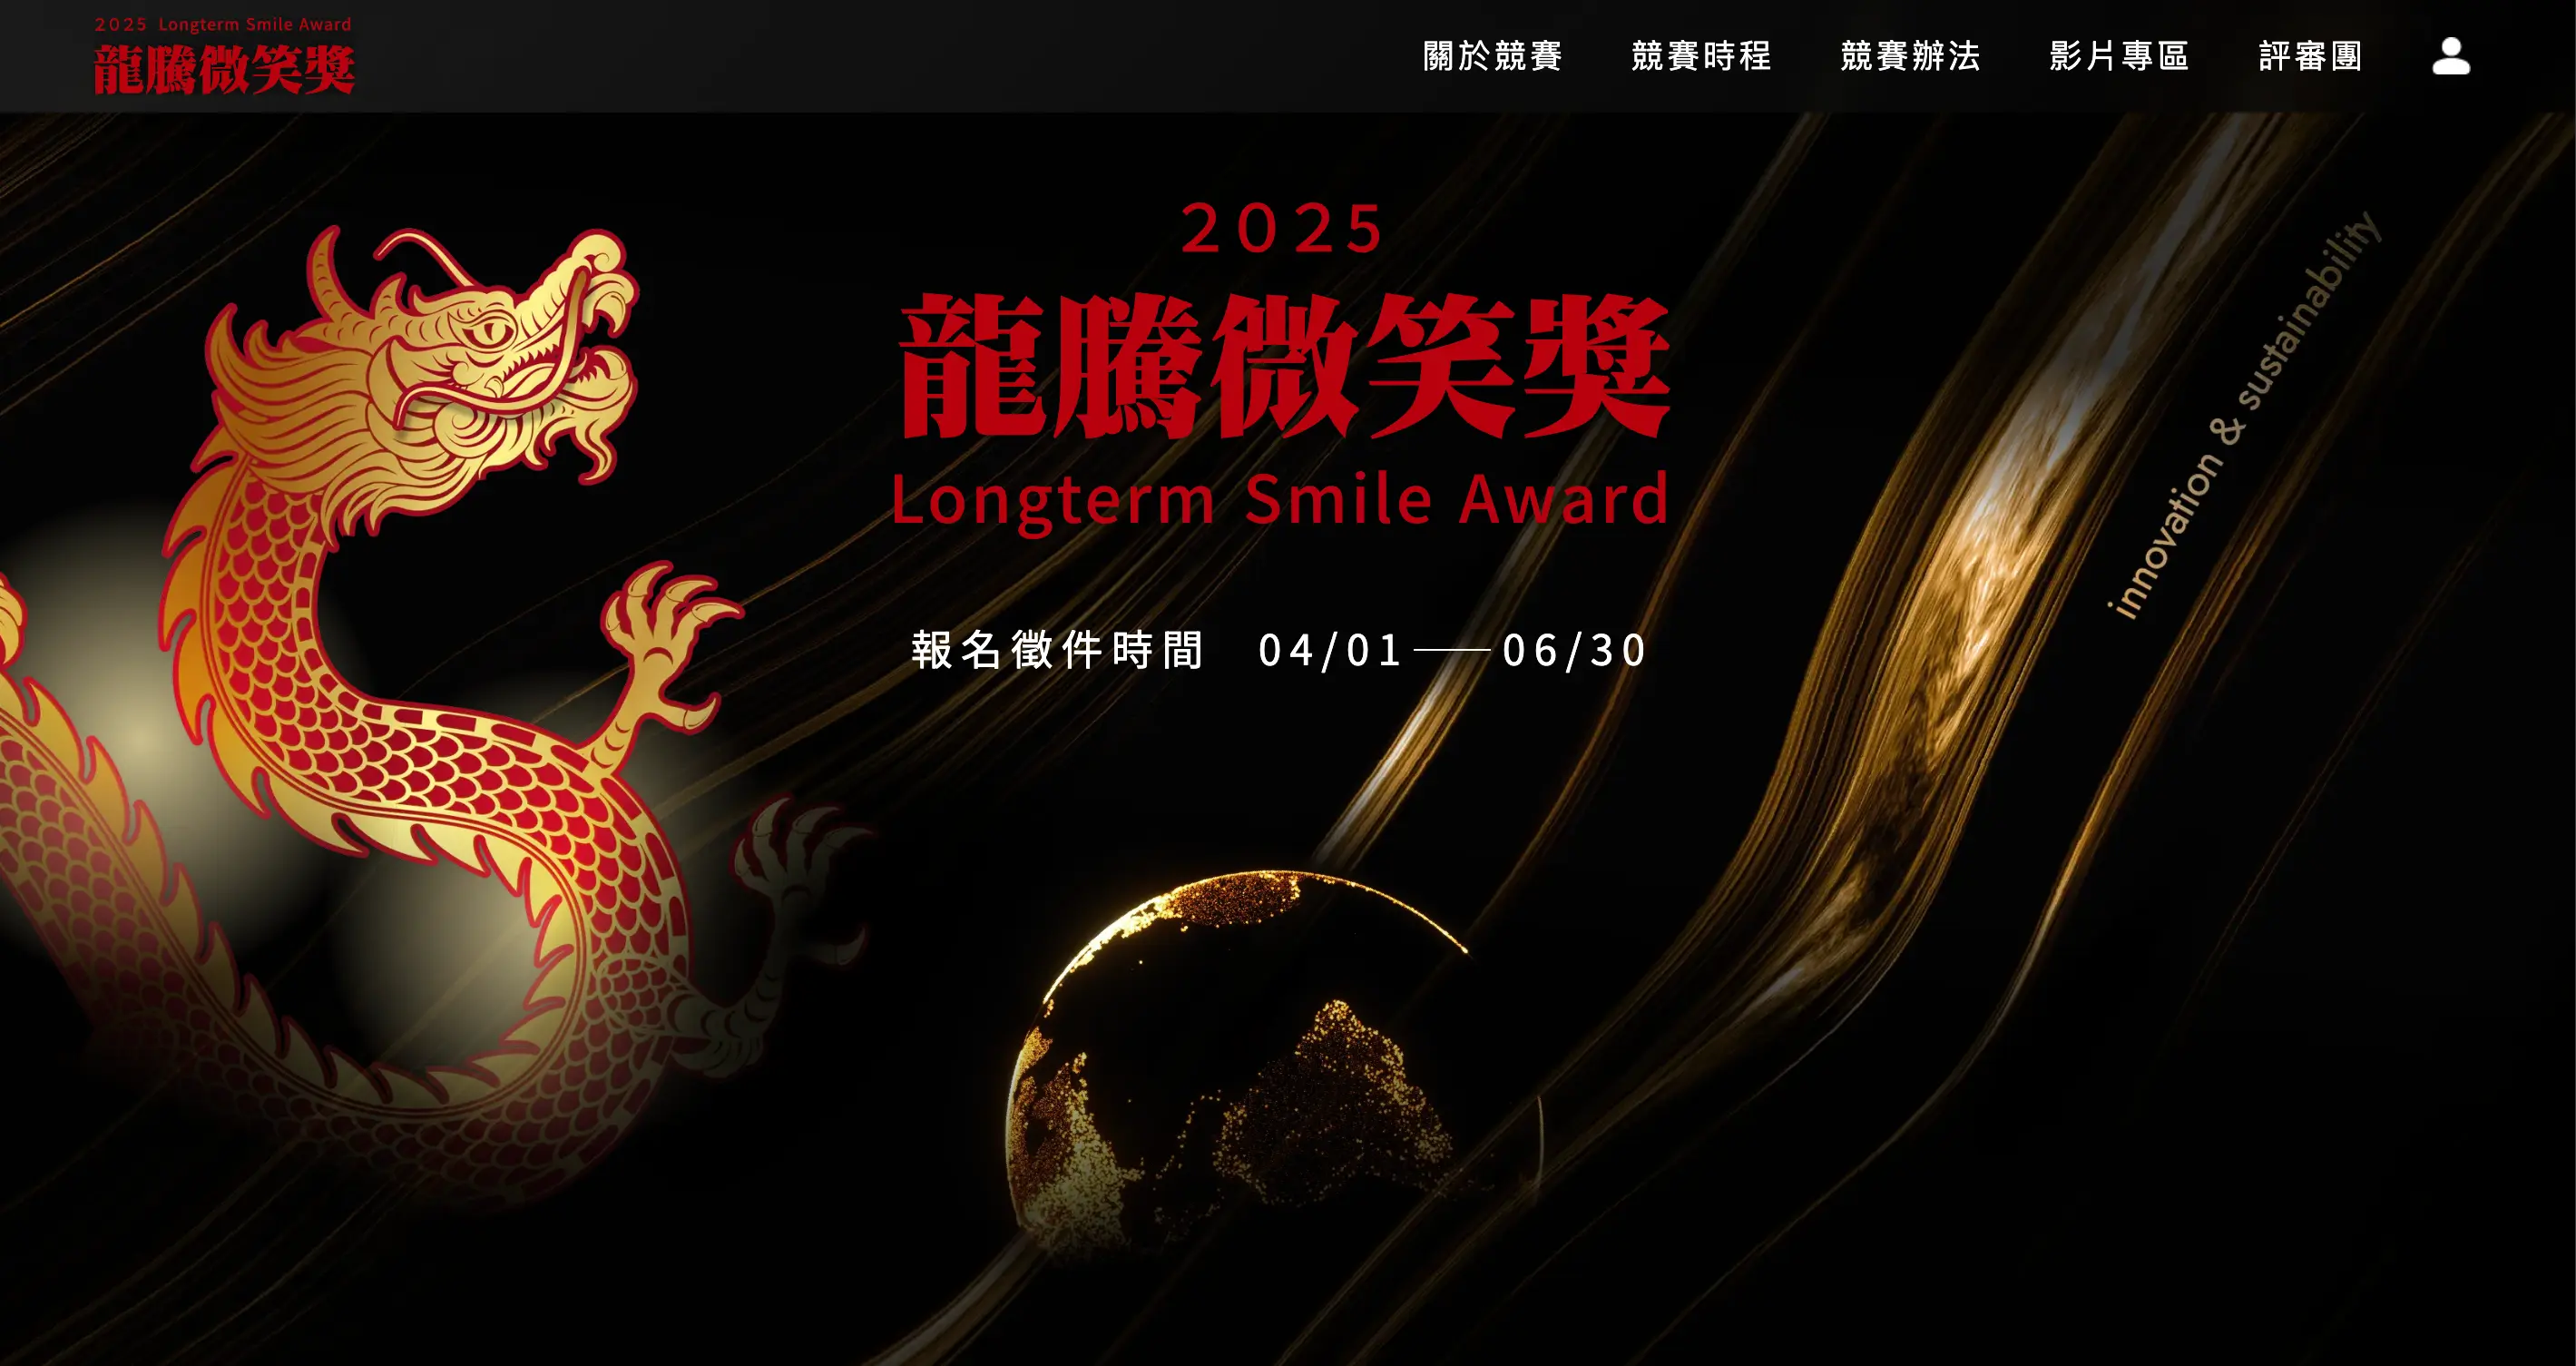 2025 Longterm Smile Award
龍騰微笑獎
關於競賽 競賽時程 競賽辦法 影片專區 評審團
2025
龍騰微笑獎
Longterm Smile Award
報名徵件時間 04/01——06/30
innovation & sustainability